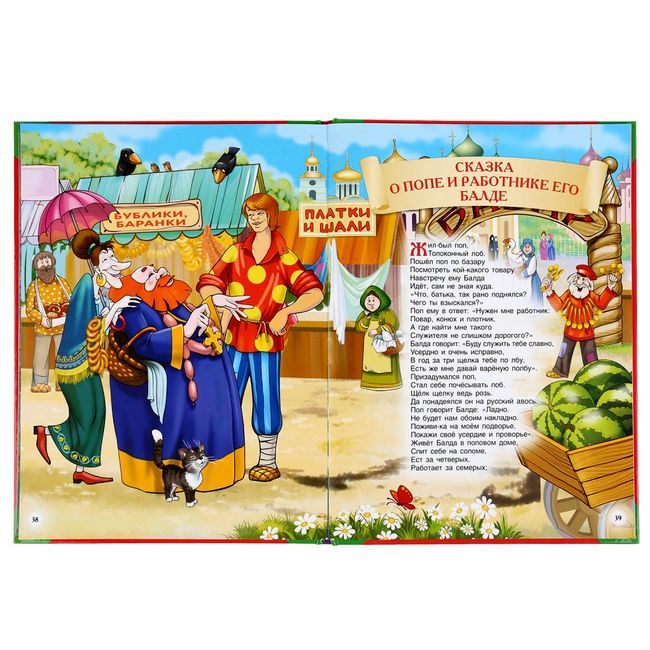 БУБЛИКИ,
БАРАНКИ
ПЛАТКИ
И ШАЛИ
38
СКАЗКА
О ПОПЕ И РАБОТНИКЕ ЕГО
БАЛДЕ
Жил-был поп,
Толоконный лоб.
Пошёл поп по базару
Посмотреть кой-какого товару.
Навстречу ему Балда
Идёт, сам не зная куда.
«Что, батька, так рано поднялся?
Чего ты взыскался?»
Поп ему в ответ: «Нужен мне работник:
Повар, конюх и плотник.
А где найти мне такого
Служителя не слишком дорогого?»
Балда говорит: «Буду служить тебе славно,
Усердно и очень исправно,
В год за три щелка тебе по лбу,
Есть же мне давай варёную полбу».
Призадумался поп,
Стал себе почёсывать лоб.
Щёлк щелку ведь розь.
Да понадеялся он на русский авось.
Поп говорит Балде: «Ладно.
Не будет нам обоим накладно.
Поживи-ка на моём подворье,
Покажи своё усердие и проворье».
Живёт Балда в поповом доме,
Спит себе на соломе,
Ест за четверых,
Работает за семерых;
39